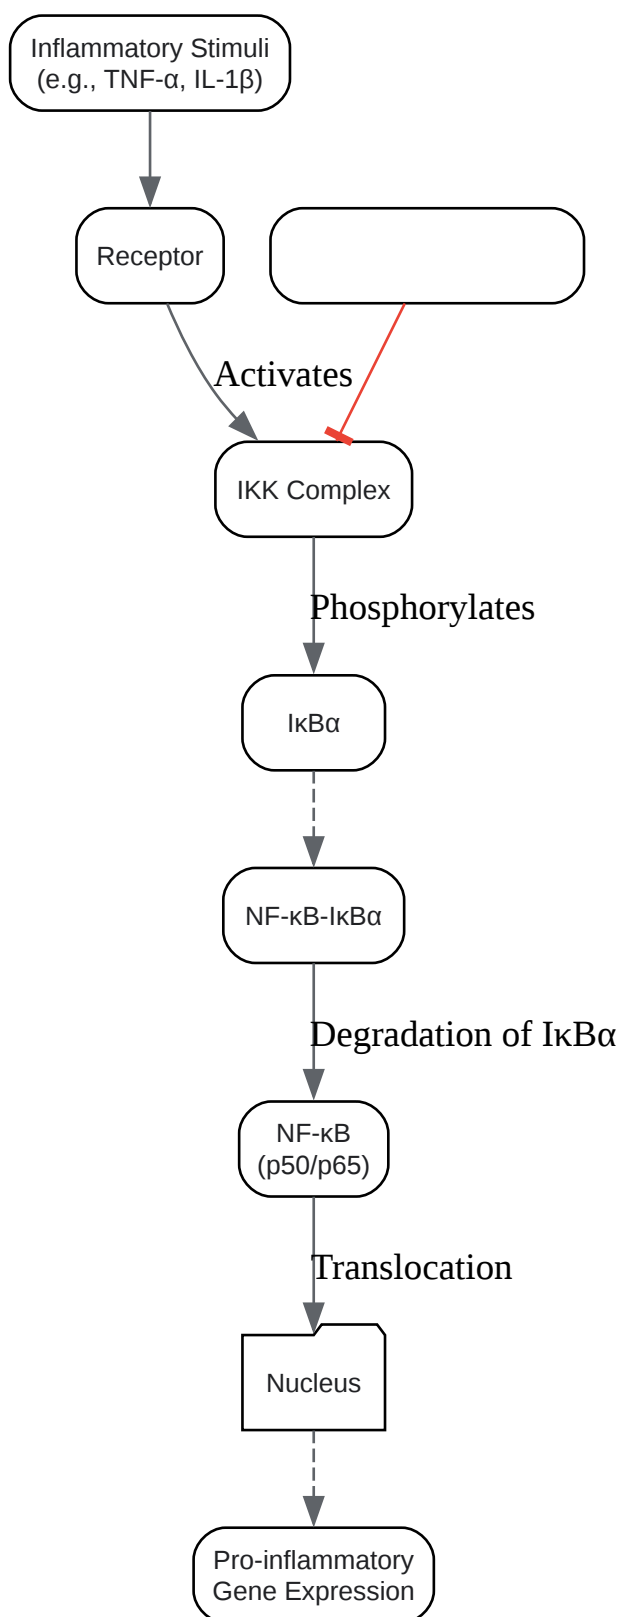 Inflammatory Stimuli
(e.g., TNF-α, IL-1β)
Receptor
Activates
IKK Complex
Phosphorylates
IκBα
NF-κB-IκBα
Degradation of IκBα
NF-κB
(p50/p65)
Translocation
Nucleus
Pro-inflammatory
Gene Expression